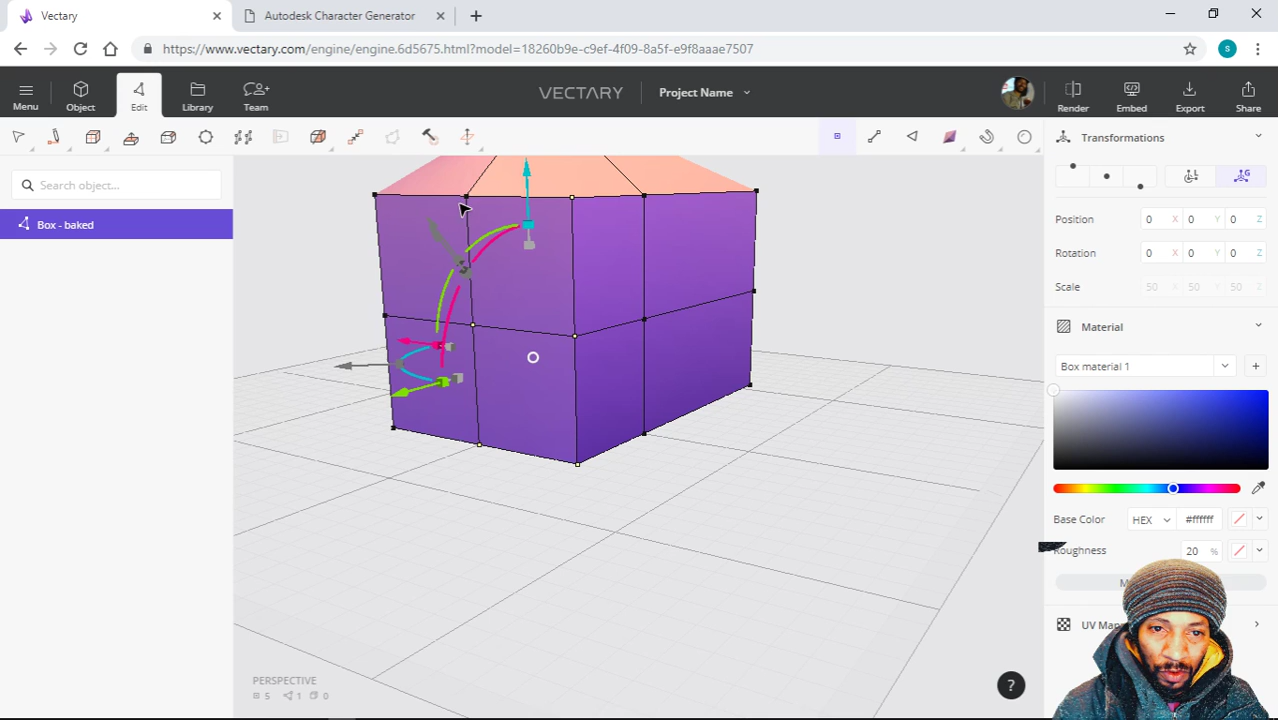 Vectary
Autodesk Character Generator
https://www.vectary.com/engine/engine.6d5675.html?model=18260b9e-c9ef-4f09-8a5f-e9f8aaae7507
S
Menu
Object
Edit
Library
Team
VECTARY
Project Name
Render
Embed
Export
Share
Search object...
Box - baked
Transformations
L
G
Position 0 X 0 Y 0 Z
Rotation 0 X 0 Y 0 Z
Scale 50 X 50 Y 50 Z
Material
Box material 1
Base Color HEX #ffffff
Roughness 20 %
UV Map
PERSPECTIVE
5 1 0
?